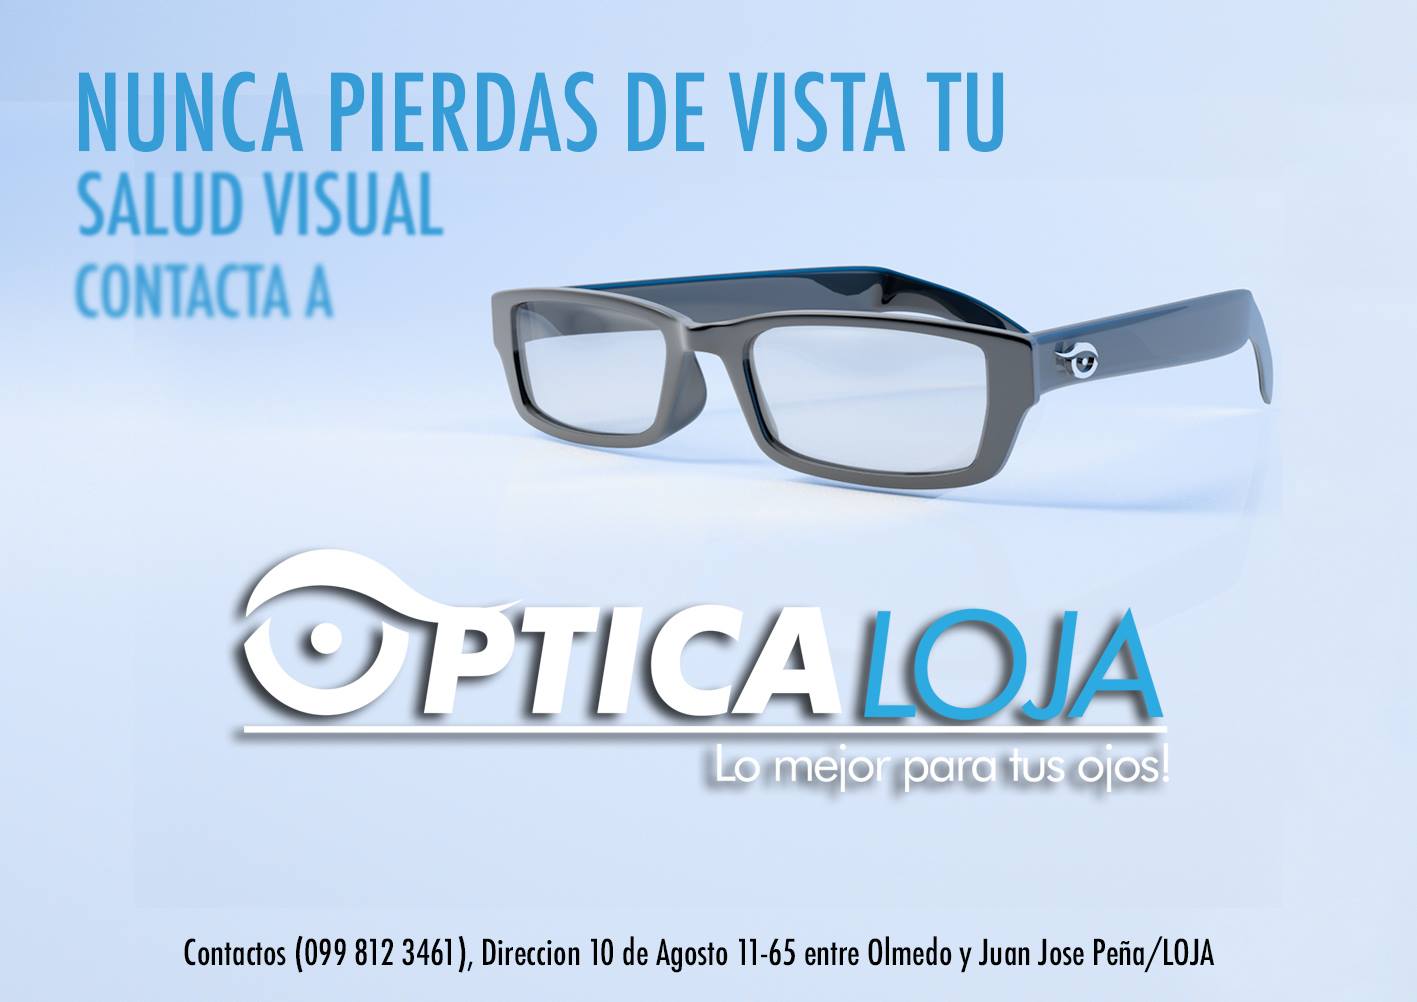 NUNCA PIERDAS DE VISTA TU
SALUD VISUAL
CONTACTA A
OPTICA LOJA
Lo mejor para tus ojos!
Contactos (099 812 3461), Direccion 10 de Agosto 11-65 entre Olmedo y Juan Jose Peña/LOJA